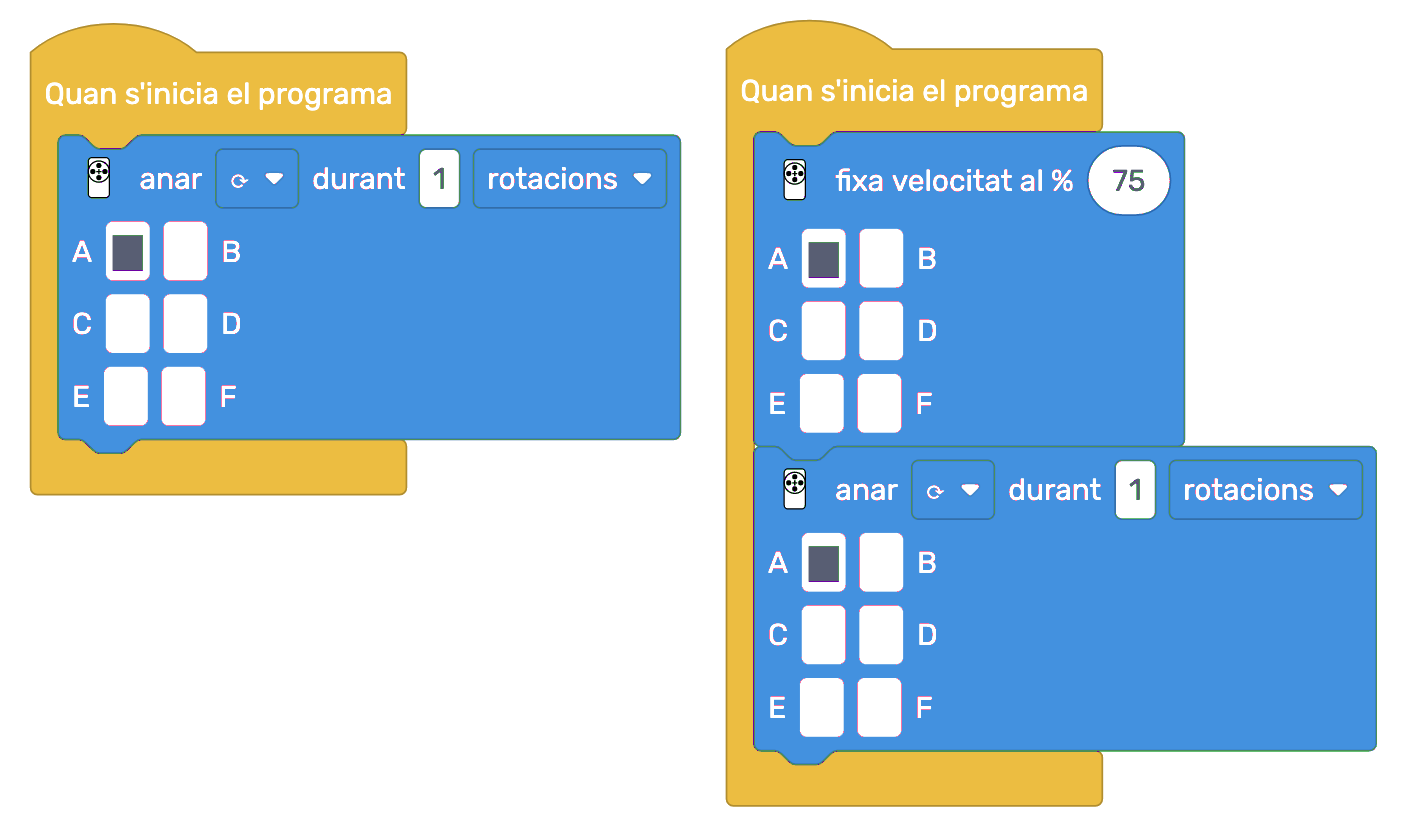 Quan s'inicia el programa
anar ⟳ durant 1 rotacions
A B
C D
E F
Quan s'inicia el programa
fixa velocitat al % 75
A B
C D
E F
anar ⟳ durant 1 rotacions
A B
C D
E F